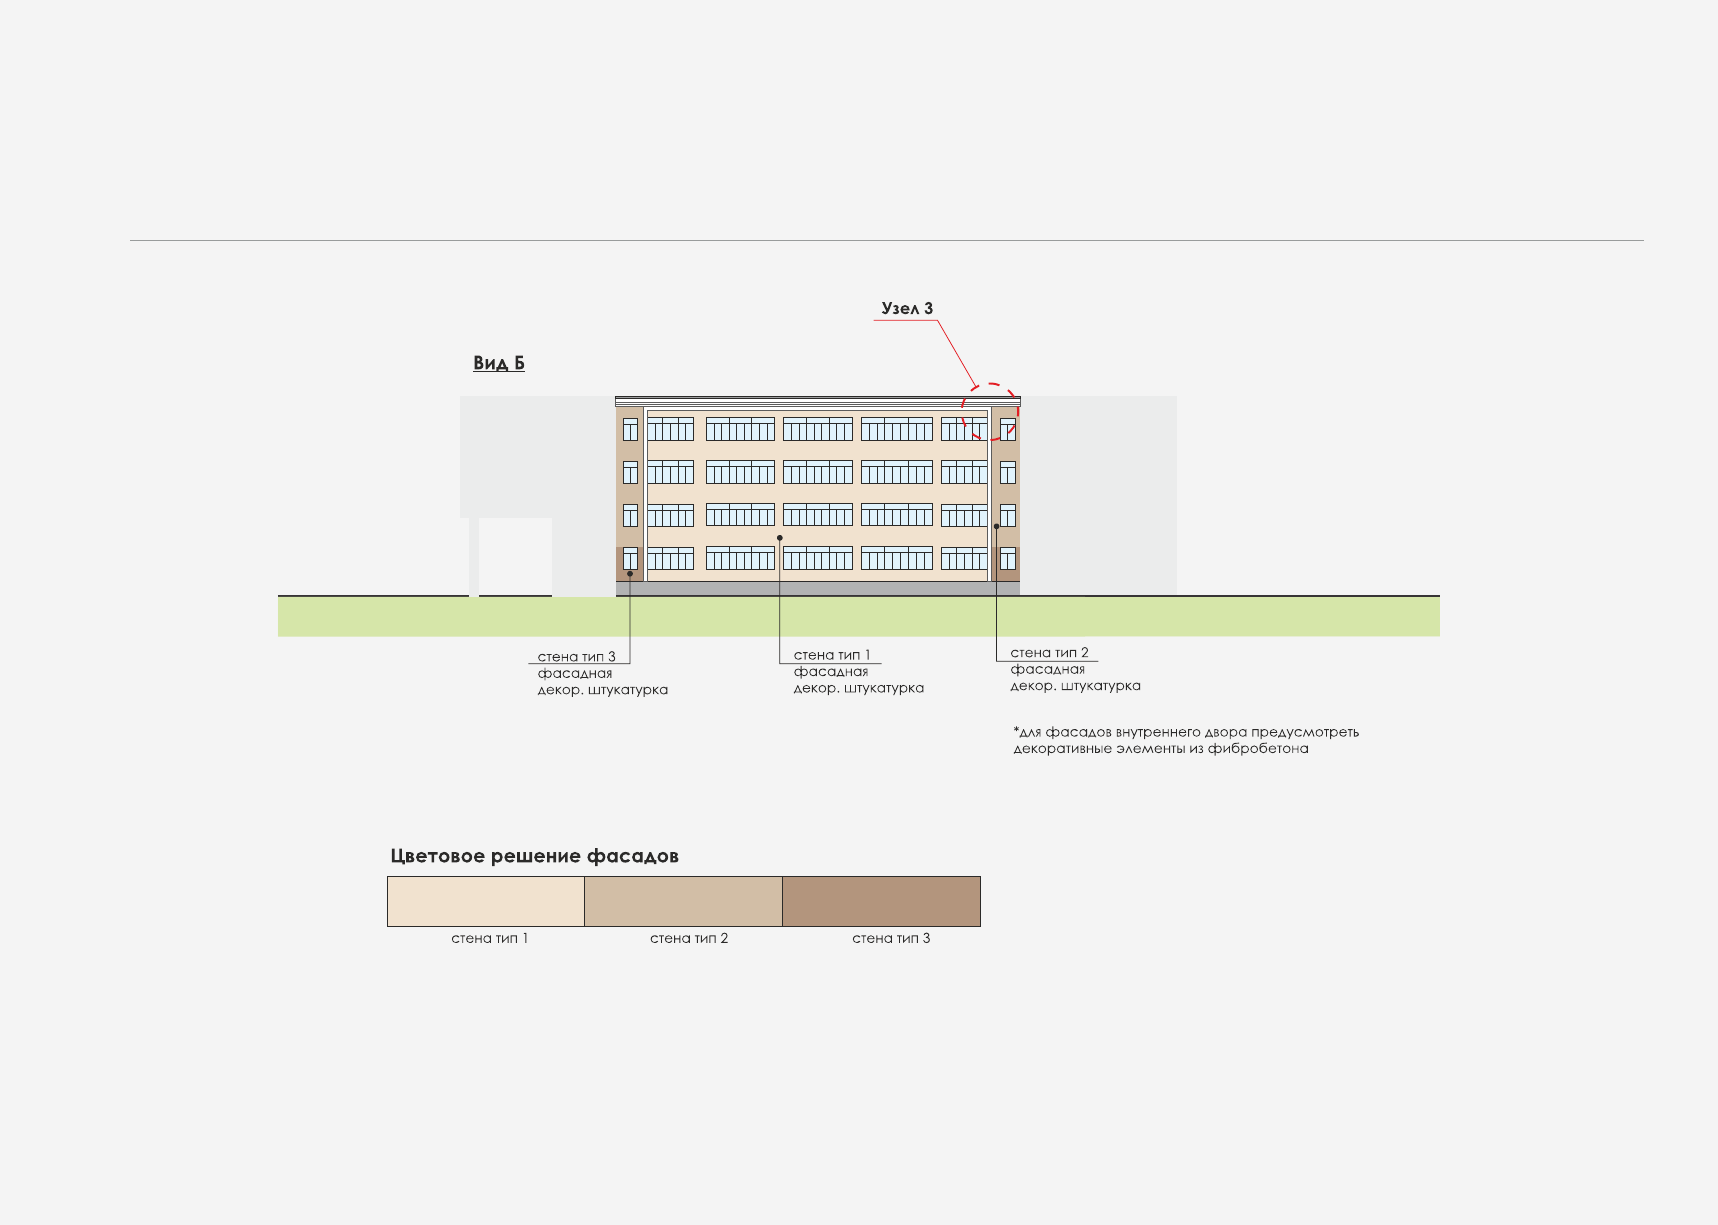 Узел 3
Вид Б
стена тип 3
фасадная
декор. штукатурка
стена тип 1
фасадная
декор. штукатурка
стена тип 2
фасадная
декор. штукатурка
*для фасадов внутреннего двора предусмотреть
декоративные элементы из фибробетона
Цветовое решение фасадов
стена тип 1
стена тип 2
стена тип 3